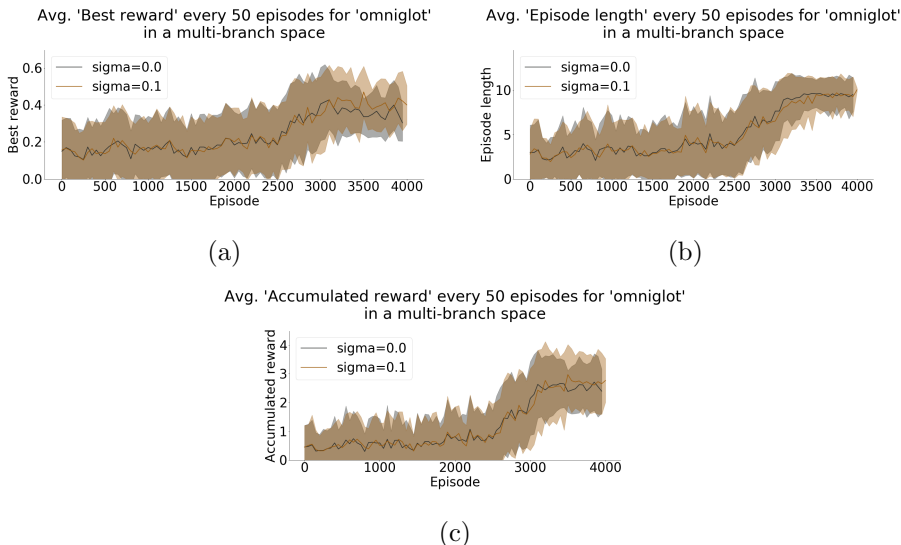 Avg. 'Best reward' every 50 episodes for 'omniglot'
in a multi-branch space
sigma=0.0
sigma=0.1
Best reward
0.6
0.4
0.2
0.0
0 500 1000 1500 2000 2500 3000 3500 4000
Episode
(a)
Avg. 'Episode length' every 50 episodes for 'omniglot'
in a multi-branch space
sigma=0.0
sigma=0.1
Episode length
10
5
0
0 500 1000 1500 2000 2500 3000 3500 4000
Episode
(b)
Avg. 'Accumulated reward' every 50 episodes for 'omniglot'
in a multi-branch space
sigma=0.0
sigma=0.1
Accumulated reward
4
3
2
1
0
0 1000 2000 3000 4000
Episode
(c)